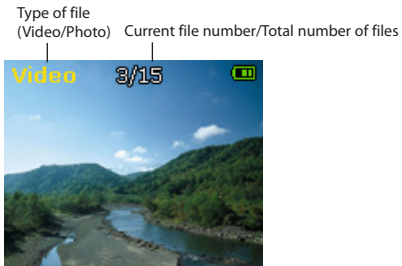 Type of file
(Video/Photo)
Current file number/Total number of files
Video
3/15